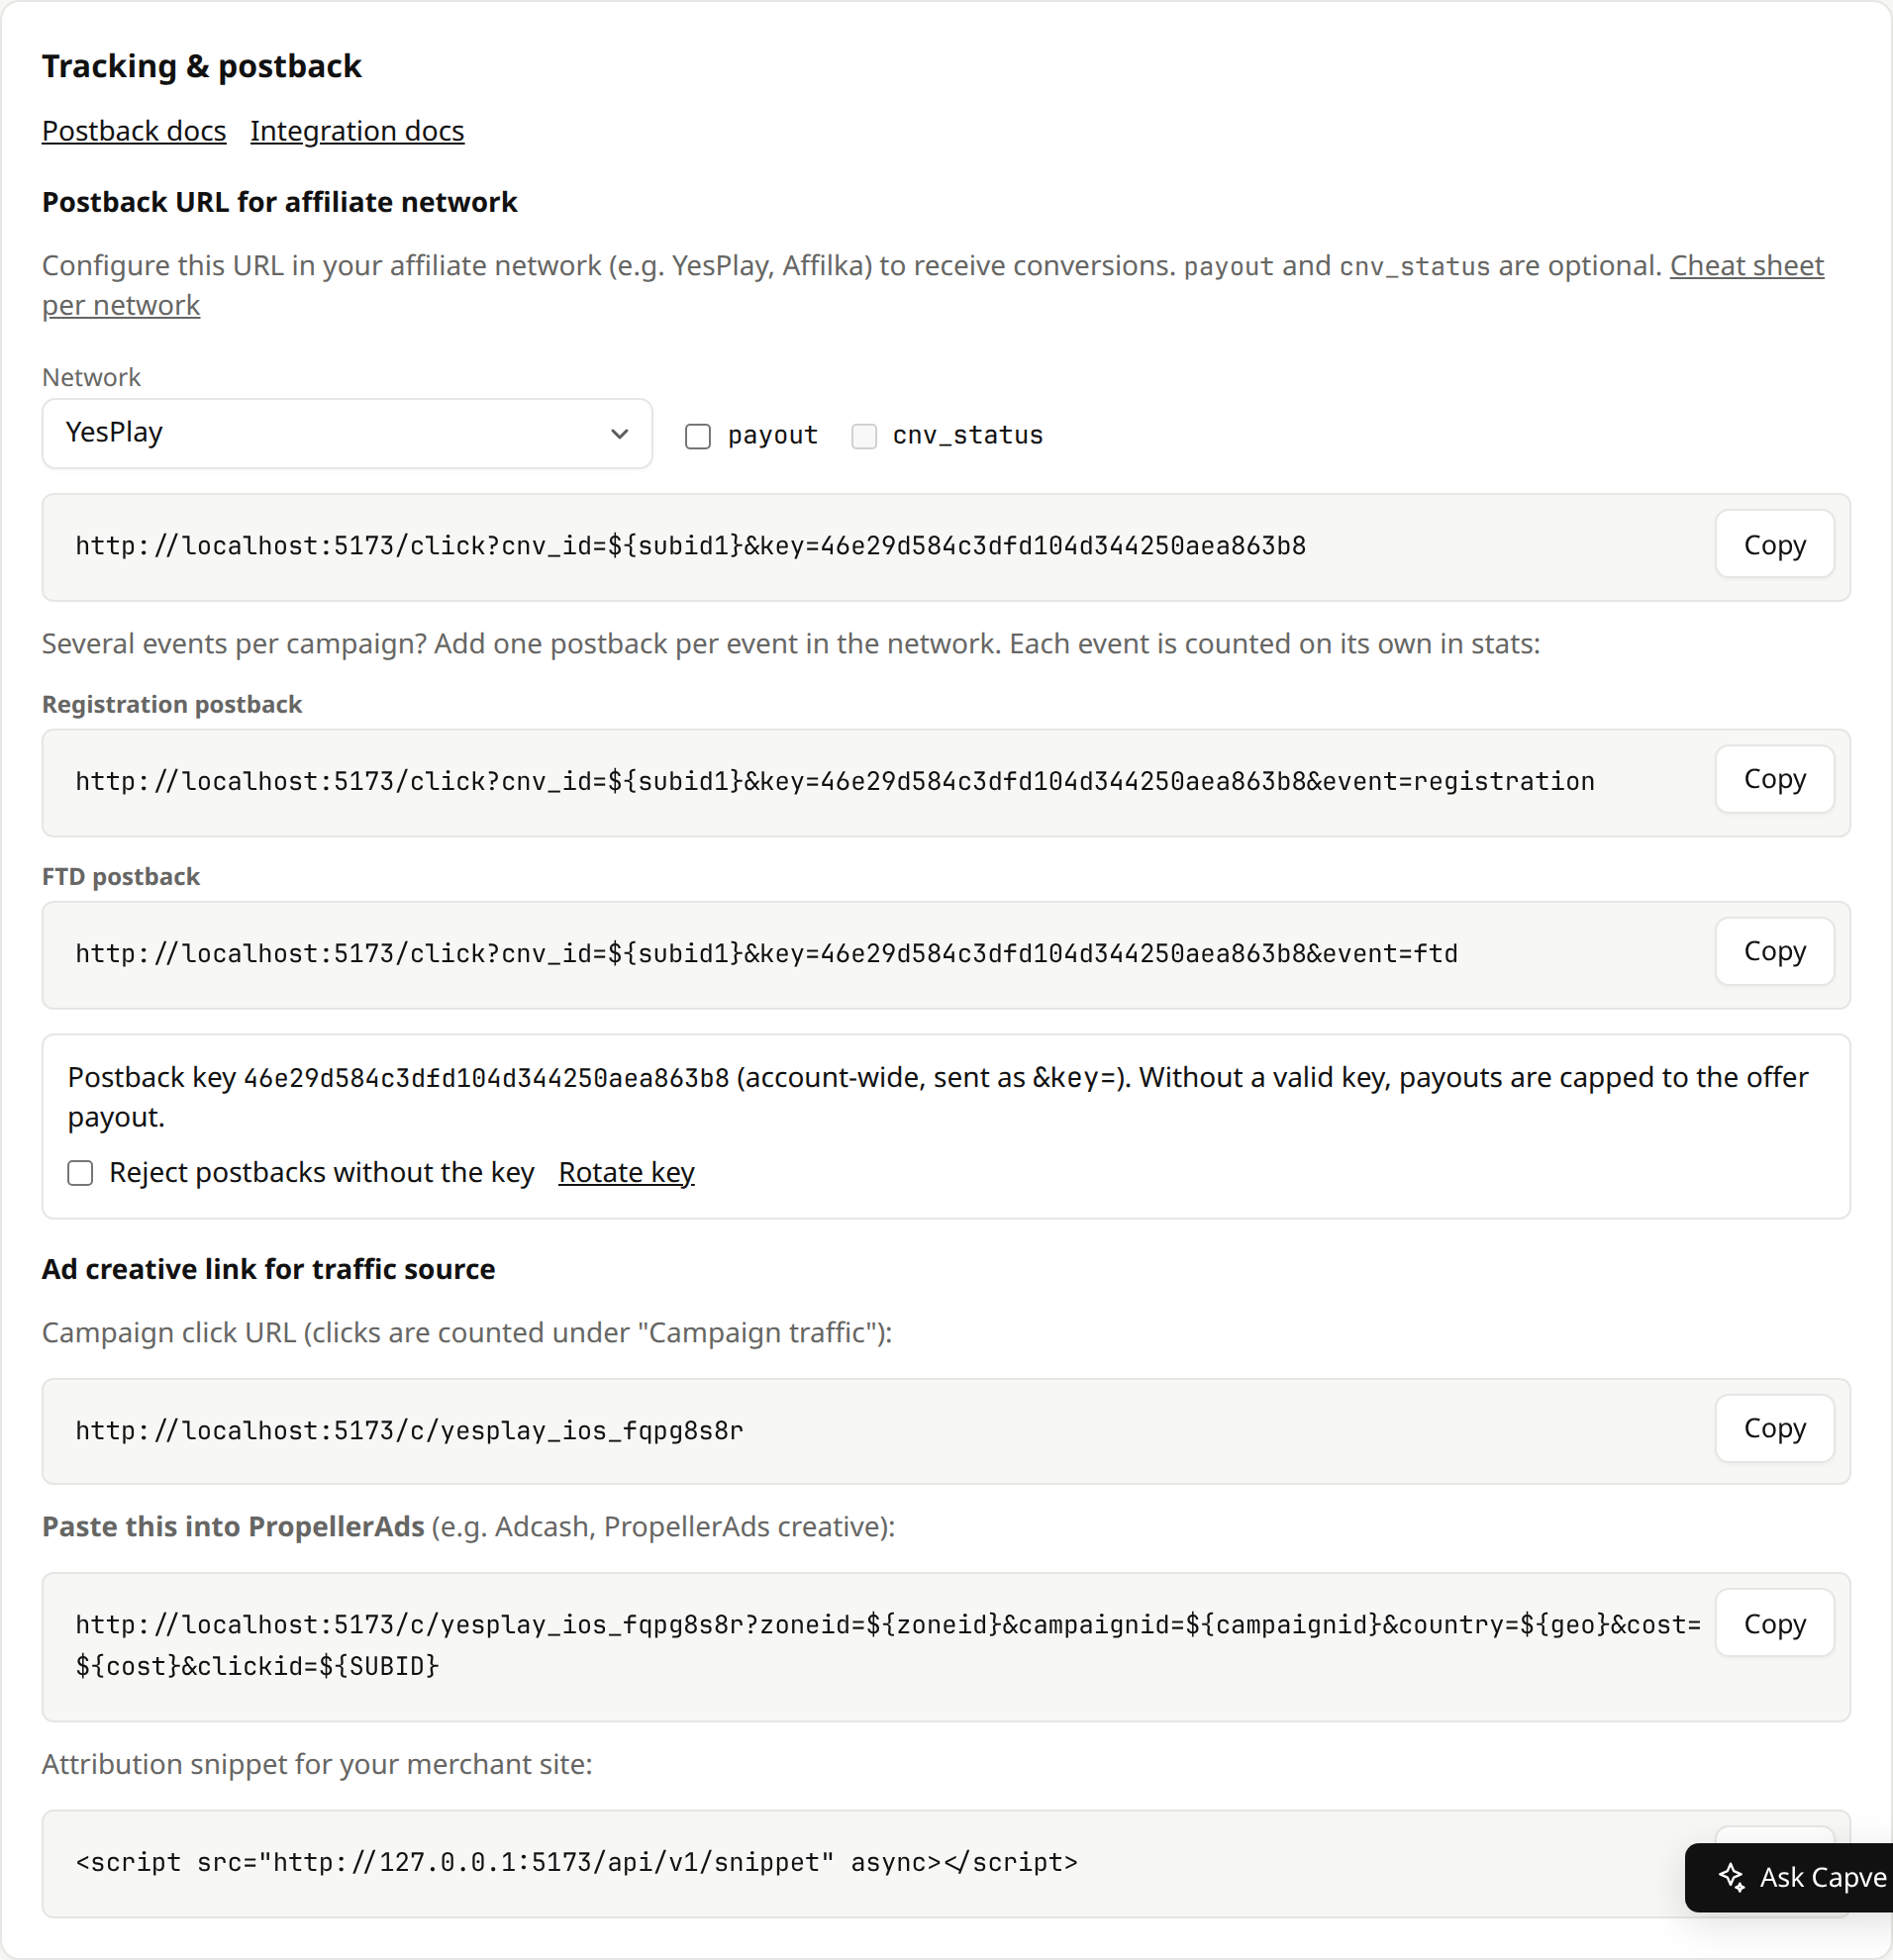 Tracking & postback
Postback docs Integration docs
Postback URL for affiliate network
Configure this URL in your affiliate network (e.g. YesPlay, Affilka) to receive conversions. payout and cnv_status are optional. Cheat sheet
per network
Network
YesPlay payout cnv_status
http://localhost:5173/click?cnv_id=${subid1}&key=46e29d584c3dfd104d344250aea863b8 Copy
Several events per campaign? Add one postback per event in the network. Each event is counted on its own in stats:
Registration postback
http://localhost:5173/click?cnv_id=${subid1}&key=46e29d584c3dfd104d344250aea863b8&event=registration Copy
FTD postback
http://localhost:5173/click?cnv_id=${subid1}&key=46e29d584c3dfd104d344250aea863b8&event=ftd Copy
Postback key 46e29d584c3dfd104d344250aea863b8 (account-wide, sent as &key=). Without a valid key, payouts are capped to the offer
payout.
Reject postbacks without the key Rotate key
Ad creative link for traffic source
Campaign click URL (clicks are counted under "Campaign traffic"):
http://localhost:5173/c/yesplay_ios_fqpg8s8r Copy
Paste this into PropellerAds (e.g. Adcash, PropellerAds creative):
http://localhost:5173/c/yesplay_ios_fqpg8s8r?zoneid=${zoneid}&campaignid=${campaignid}&country=${geo}&cost= Copy
${cost}&clickid=${SUBID}
Attribution snippet for your merchant site:
<script src="http://127.0.0.1:5173/api/v1/snippet" async></script>
Ask Capve